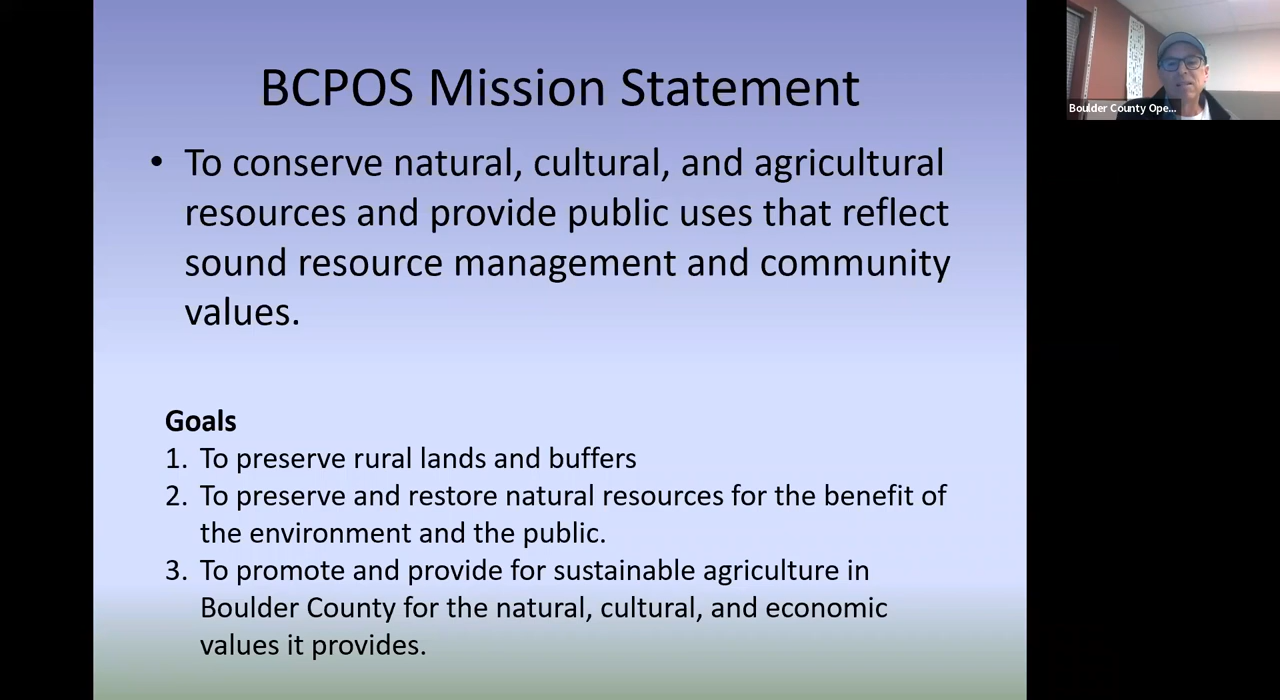 BCPOS Mission Statement
• To conserve natural, cultural, and agricultural
resources and provide public uses that reflect
sound resource management and community
values.
Goals
1. To preserve rural lands and buffers
2. To preserve and restore natural resources for the benefit of
the environment and the public.
3. To promote and provide for sustainable agriculture in
Boulder County for the natural, cultural, and economic
values it provides.
Boulder County Ope...